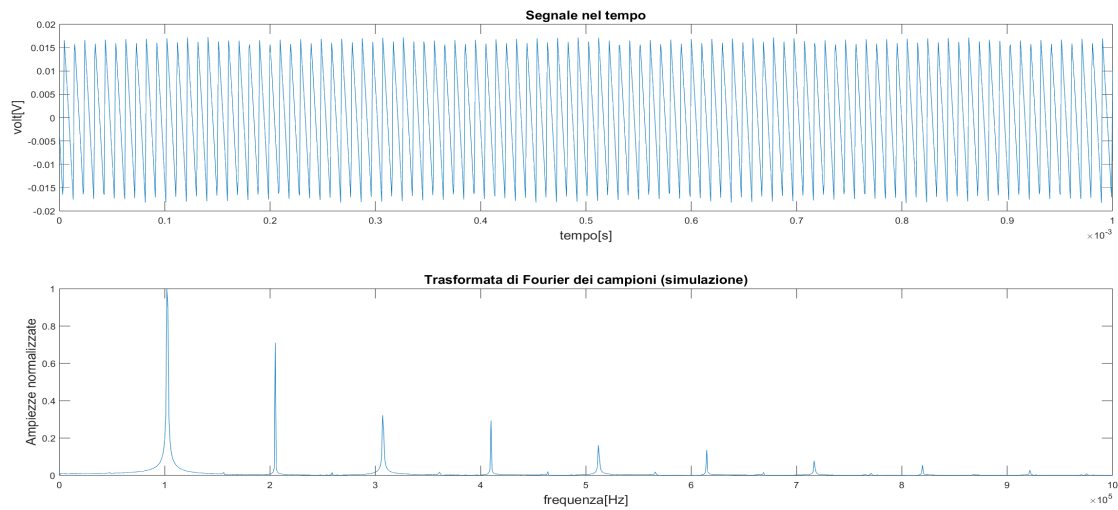 Segnale nel tempo
0.02
0.015
0.01
0.005
0
-0.005
-0.01
-0.015
-0.02
volt[V]
0 0.1 0.2 0.3 0.4 0.5 0.6 0.7 0.8 0.9 1
tempo[s]
×10⁻³
Trasformata di Fourier dei campioni (simulazione)
1
0.8
0.6
0.4
0.2
0
Ampiezze normalizzate
0 1 2 3 4 5 6 7 8 9 10
frequenza[Hz]
×10⁵